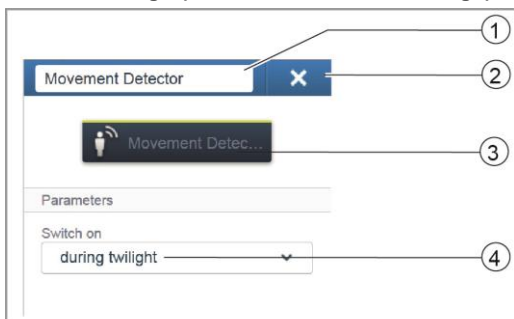 1
Movement Detector
2
Movement Detec...
3
Parameters
Switch on
during twilight
4